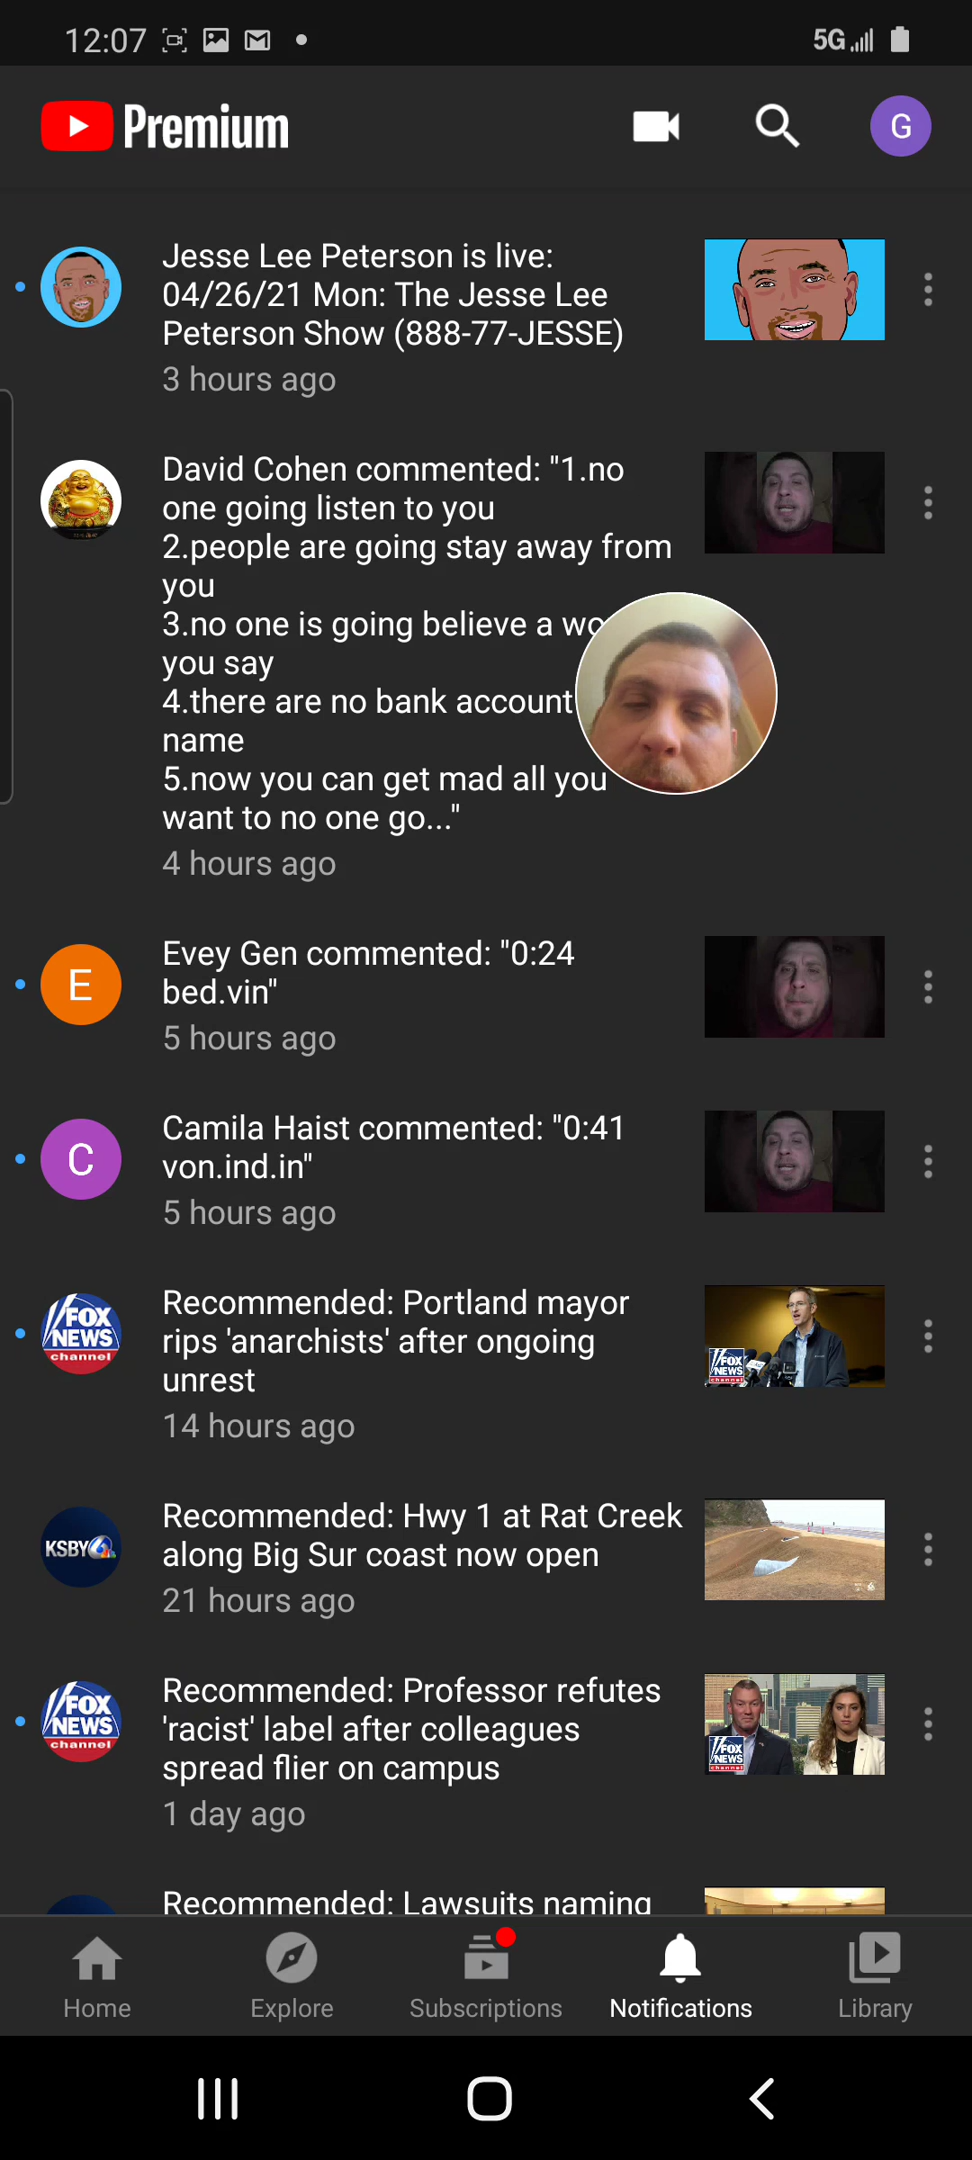 12:07
5G
Premium
G
Jesse Lee Peterson is live:
04/26/21 Mon: The Jesse Lee
Peterson Show (888-77-JESSE)
3 hours ago
David Cohen commented: "1.no
one going listen to you
2.people are going stay away from
you
3.no one is going believe a
you say
4.there are no bank account
name
5.now you can get mad all you
want to no one go..."
4 hours ago
E
Evey Gen commented: "0:24
bed.vin"
5 hours ago
C
Camila Haist commented: "0:41
von.ind.in"
5 hours ago
FOX
NEWS
channel
Recommended: Portland mayor
rips 'anarchists' after ongoing
unrest
14 hours ago
FOX
NEWS
channel
KSBY6
Recommended: Hwy 1 at Rat Creek
along Big Sur coast now open
21 hours ago
FOX
NEWS
channel
Recommended: Professor refutes
'racist' label after colleagues
spread flier on campus
1 day ago
FOX
NEWS
channel
Recommended: Lawsuits naming
Home
Explore
Subscriptions
Notifications
Library